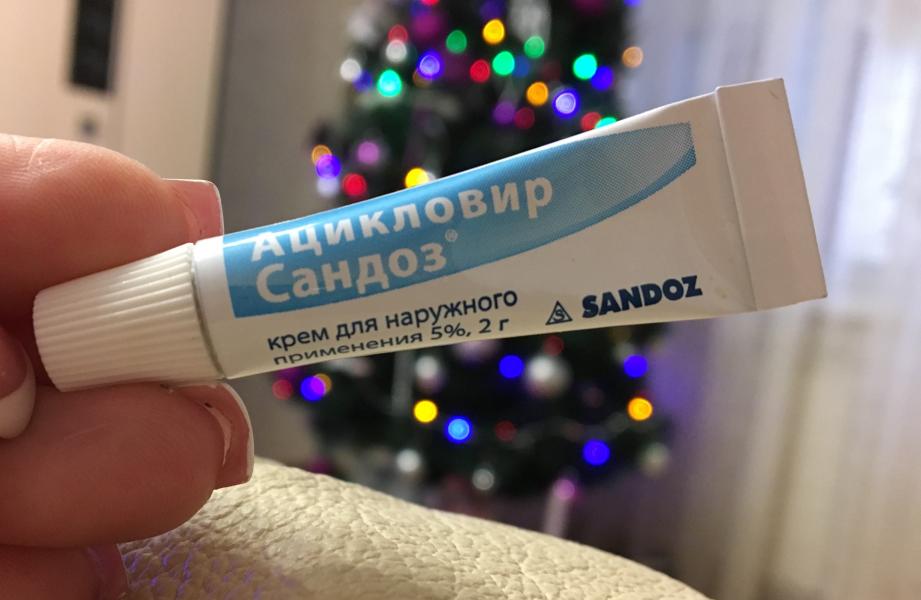 Ацикловир
Сандоз®
крем для наружного
применения 5%, 2 г
SANDOZ